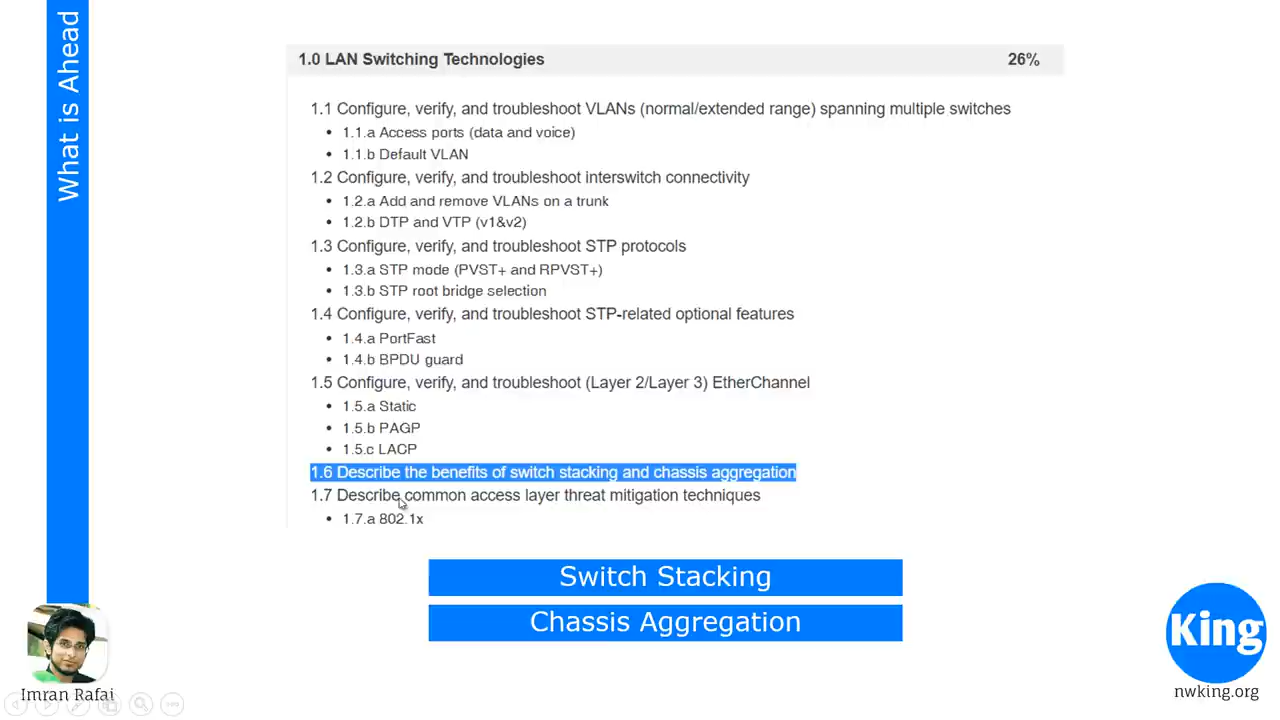 What is Ahead
1.0 LAN Switching Technologies 26%
1.1 Configure, verify, and troubleshoot VLANs (normal/extended range) spanning multiple switches
• 1.1.a Access ports (data and voice)
• 1.1.b Default VLAN
1.2 Configure, verify, and troubleshoot interswitch connectivity
• 1.2.a Add and remove VLANs on a trunk
• 1.2.b DTP and VTP (v1&v2)
1.3 Configure, verify, and troubleshoot STP protocols
• 1.3.a STP mode (PVST+ and RPVST+)
• 1.3.b STP root bridge selection
1.4 Configure, verify, and troubleshoot STP-related optional features
• 1.4.a PortFast
• 1.4.b BPDU guard
1.5 Configure, verify, and troubleshoot (Layer 2/Layer 3) EtherChannel
• 1.5.a Static
• 1.5.b PAGP
• 1.5.c LACP
1.6 Describe the benefits of switch stacking and chassis aggregation
1.7 Describe common access layer threat mitigation techniques
• 1.7.a 802.1x
Switch Stacking
Chassis Aggregation
Imran Rafai
King
nwking.org